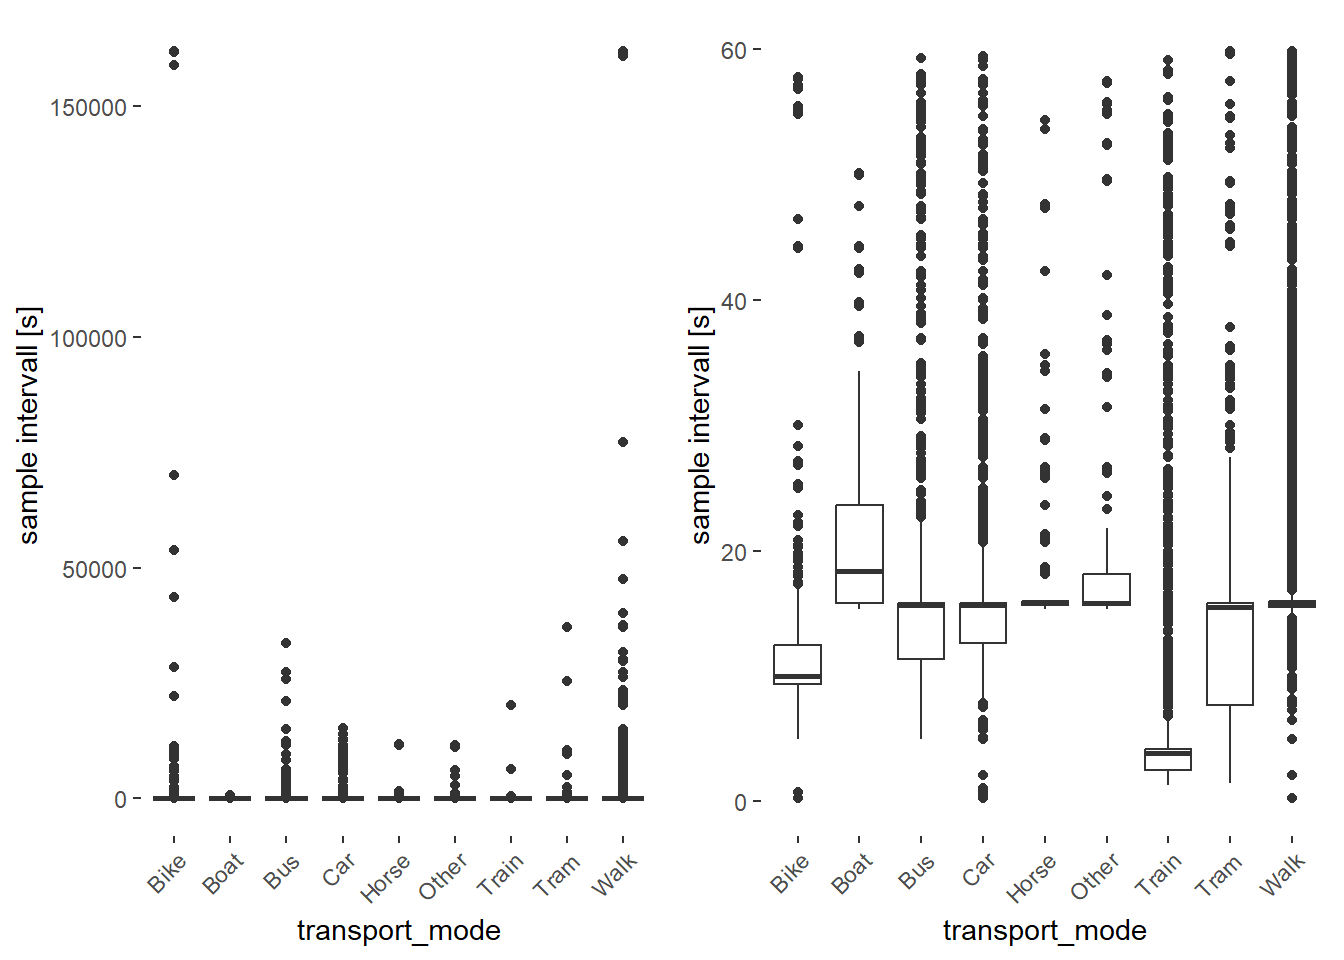 sample intervall [s]
150000
100000
50000
0
Bike Boat Bus Car Horse Other Train Tram Walk
transport_mode
sample intervall [s]
60
40
20
0
Bike Boat Bus Car Horse Other Train Tram Walk
transport_mode